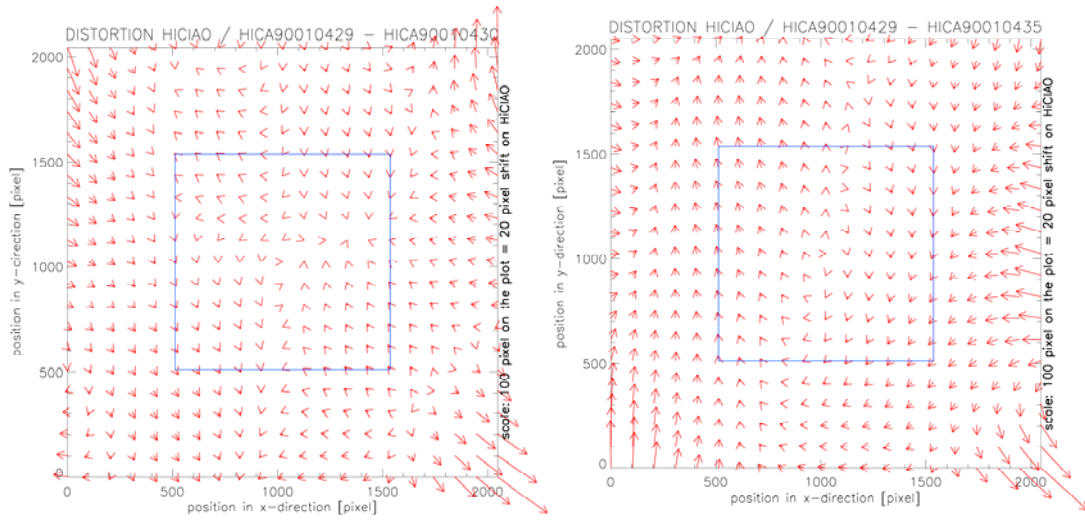 DISTORTION HICIAO / HICA90010429 - HICA90010430
2000
1500
1000
500
0
0 500 1000 1500 2000
position in x-direction [pixel]
position in y-direction [pixel]
scale: 100 pixel on the plot = 20 pixel shift on HiCIAO
DISTORTION HICIAO / HICA90010429 - HICA90010435
2000
1500
1000
500
0
0 500 1000 1500 2000
position in x-direction [pixel]
position in y-direction [pixel]
scale: 100 pixel on the plot = 20 pixel shift on HiCIAO